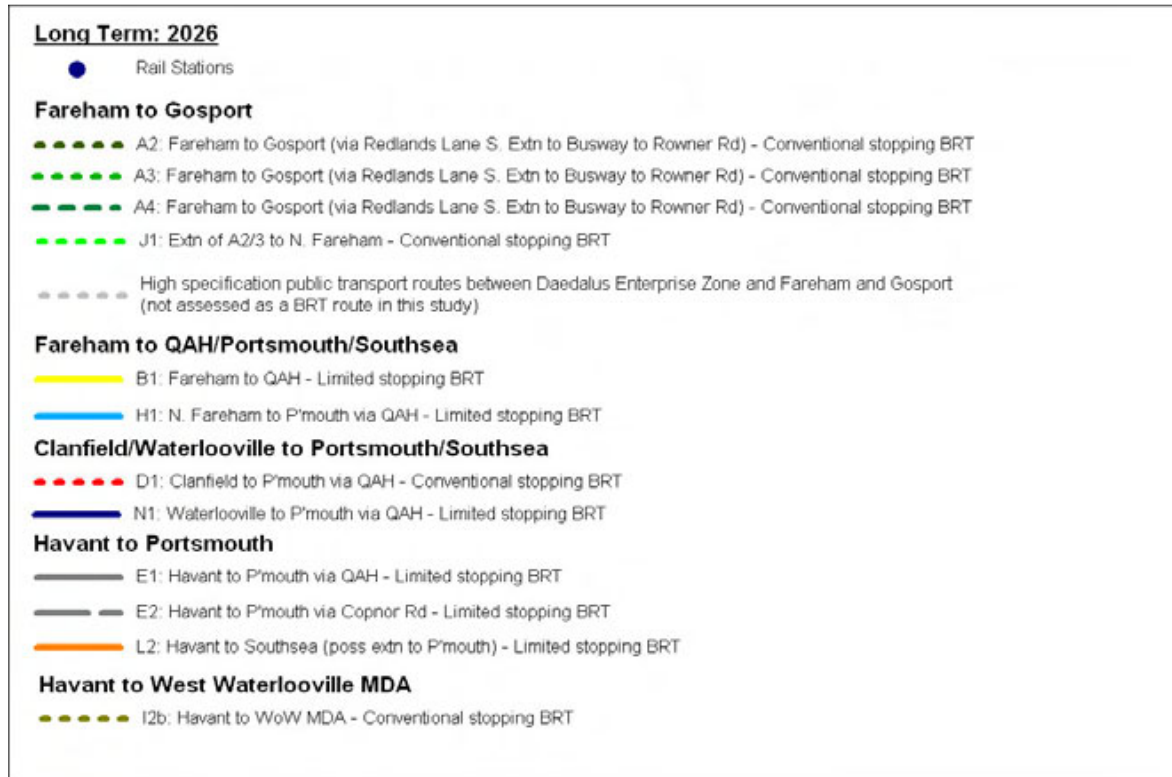 Long Term: 2026
Rail Stations
Fareham to Gosport
A2: Fareham to Gosport (via Redlands Lane S. Extn to Busway to Rowner Rd) - Conventional stopping BRT
A3: Fareham to Gosport (via Redlands Lane S. Extn to Busway to Rowner Rd) - Conventional stopping BRT
A4: Fareham to Gosport (via Redlands Lane S. Extn to Busway to Rowner Rd) - Conventional stopping BRT
J1: Extn of A2/3 to N. Fareham - Conventional stopping BRT
High specification public transport routes between Daedalus Enterprise Zone and Fareham and Gosport
(not assessed as a BRT route in this study)
Fareham to QAH/Portsmouth/Southsea
B1: Fareham to QAH - Limited stopping BRT
H1: N. Fareham to P'mouth via QAH - Limited stopping BRT
Clanfield/Waterlooville to Portsmouth/Southsea
D1: Clanfield to P'mouth via QAH - Conventional stopping BRT
N1: Waterlooville to P'mouth via QAH - Limited stopping BRT
Havant to Portsmouth
E1: Havant to P'mouth via QAH - Limited stopping BRT
E2: Havant to P'mouth via Copnor Rd - Limited stopping BRT
L2: Havant to Southsea (poss extn to P'mouth) - Limited stopping BRT
Havant to West Waterlooville MDA
I2b: Havant to WoW MDA - Conventional stopping BRT